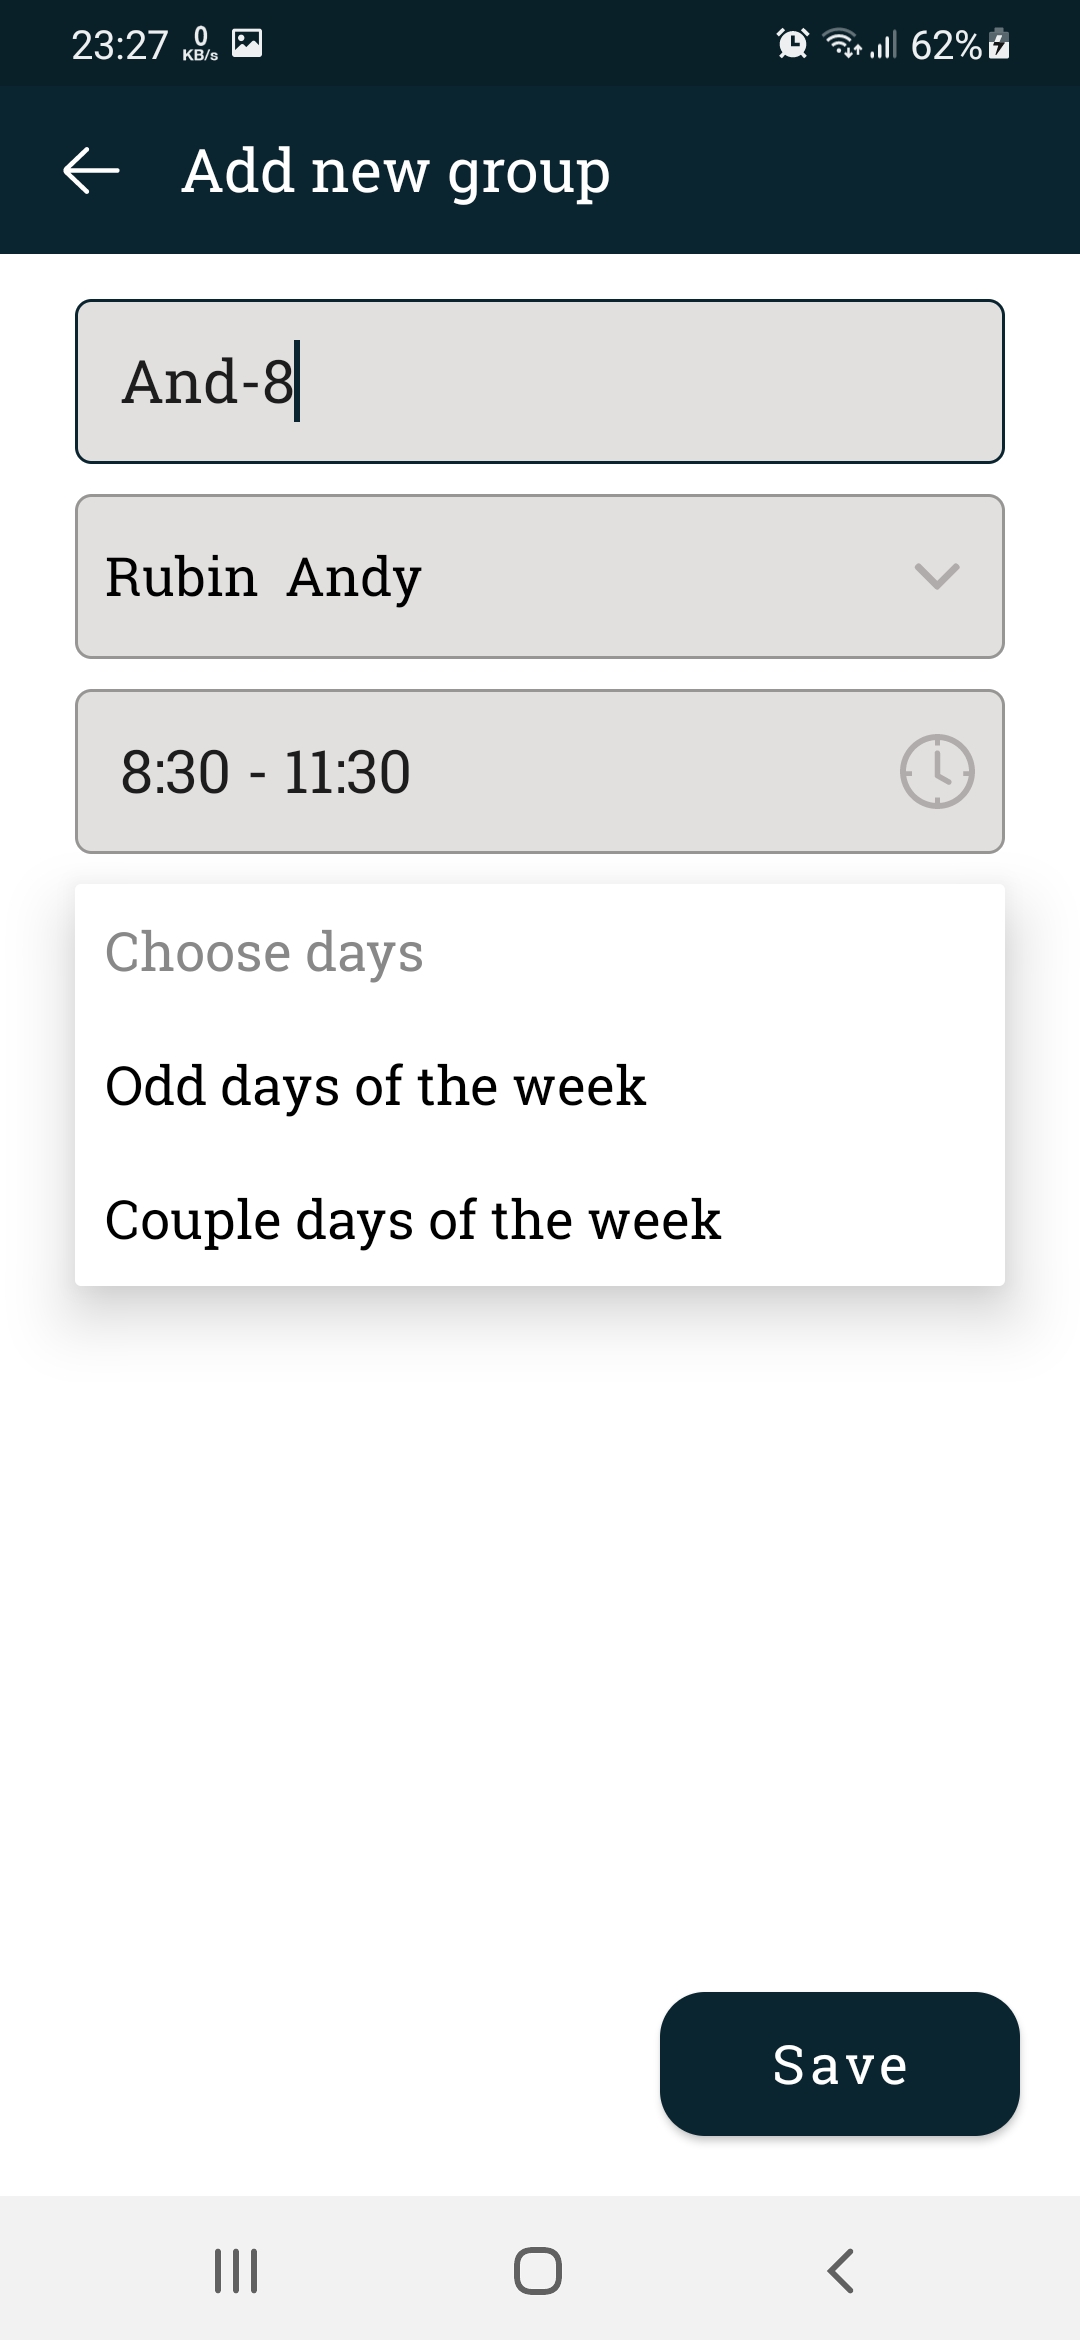 23:27 0 KB/s 62%
Add new group
And-8
Rubin  Andy
8:30 - 11:30
Choose days
Odd days of the week
Couple days of the week
Save